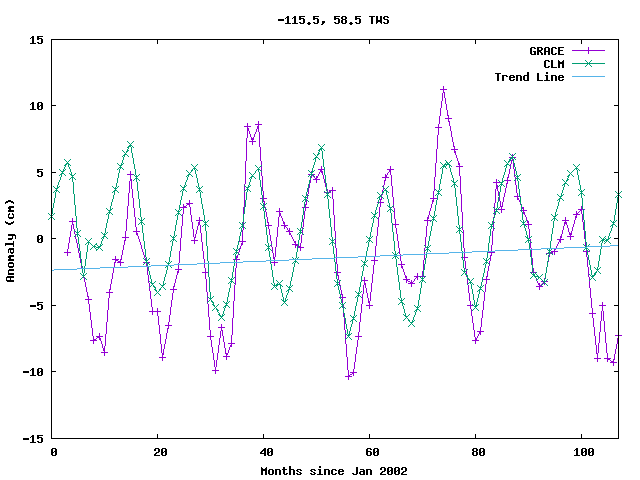 -115.5, 58.5 TWS
GRACE
CLM
Trend Line
15
10
5
0
-5
-10
-15
Anomaly (cm)
0 20 40 60 80 100
Months since Jan 2002